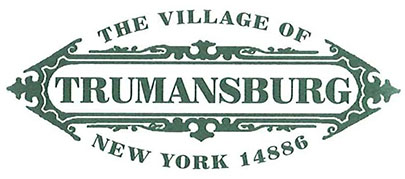 THE VILLAGE OF
TRUMANSBURG
NEW YORK 14886